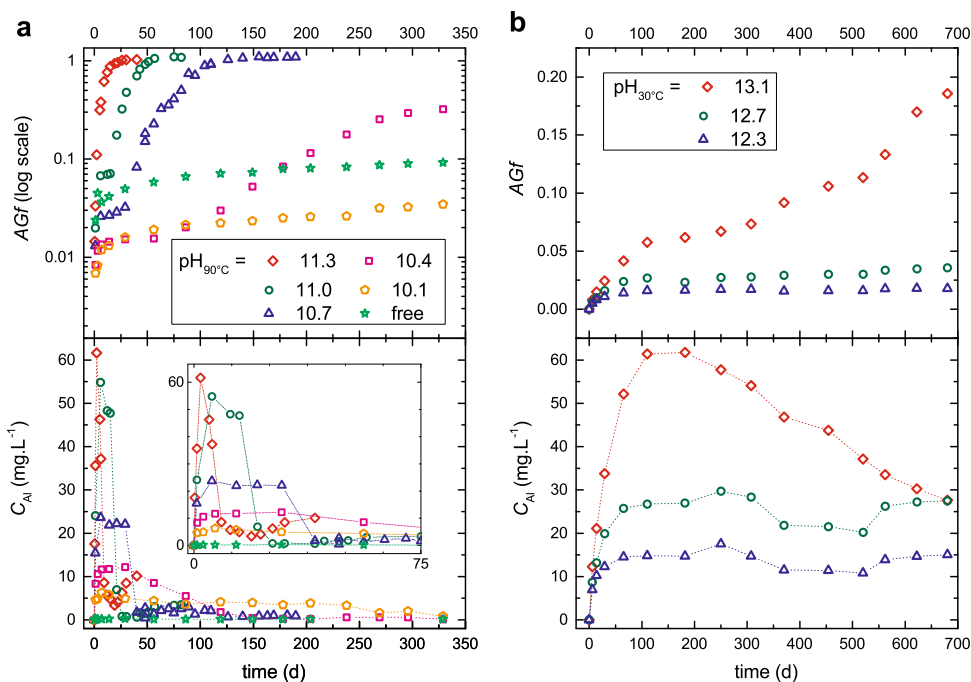 a
0 50 100 150 200 250 300 350
AGf (log scale)
1
0.1
0.01
pH90°C = 11.3 10.4
11.0 10.1
10.7 free
C_Al (mg.L⁻¹)
60
50
40
30
20
10
0
60
0
0 75
0 50 100 150 200 250 300 350
time (d)
b
0 100 200 300 400 500 600 700
AGf
0.20
0.15
0.10
0.05
0.00
pH30°C = 13.1
12.7
12.3
C_Al (mg.L⁻¹)
60
50
40
30
20
10
0
0 100 200 300 400 500 600 700
time (d)